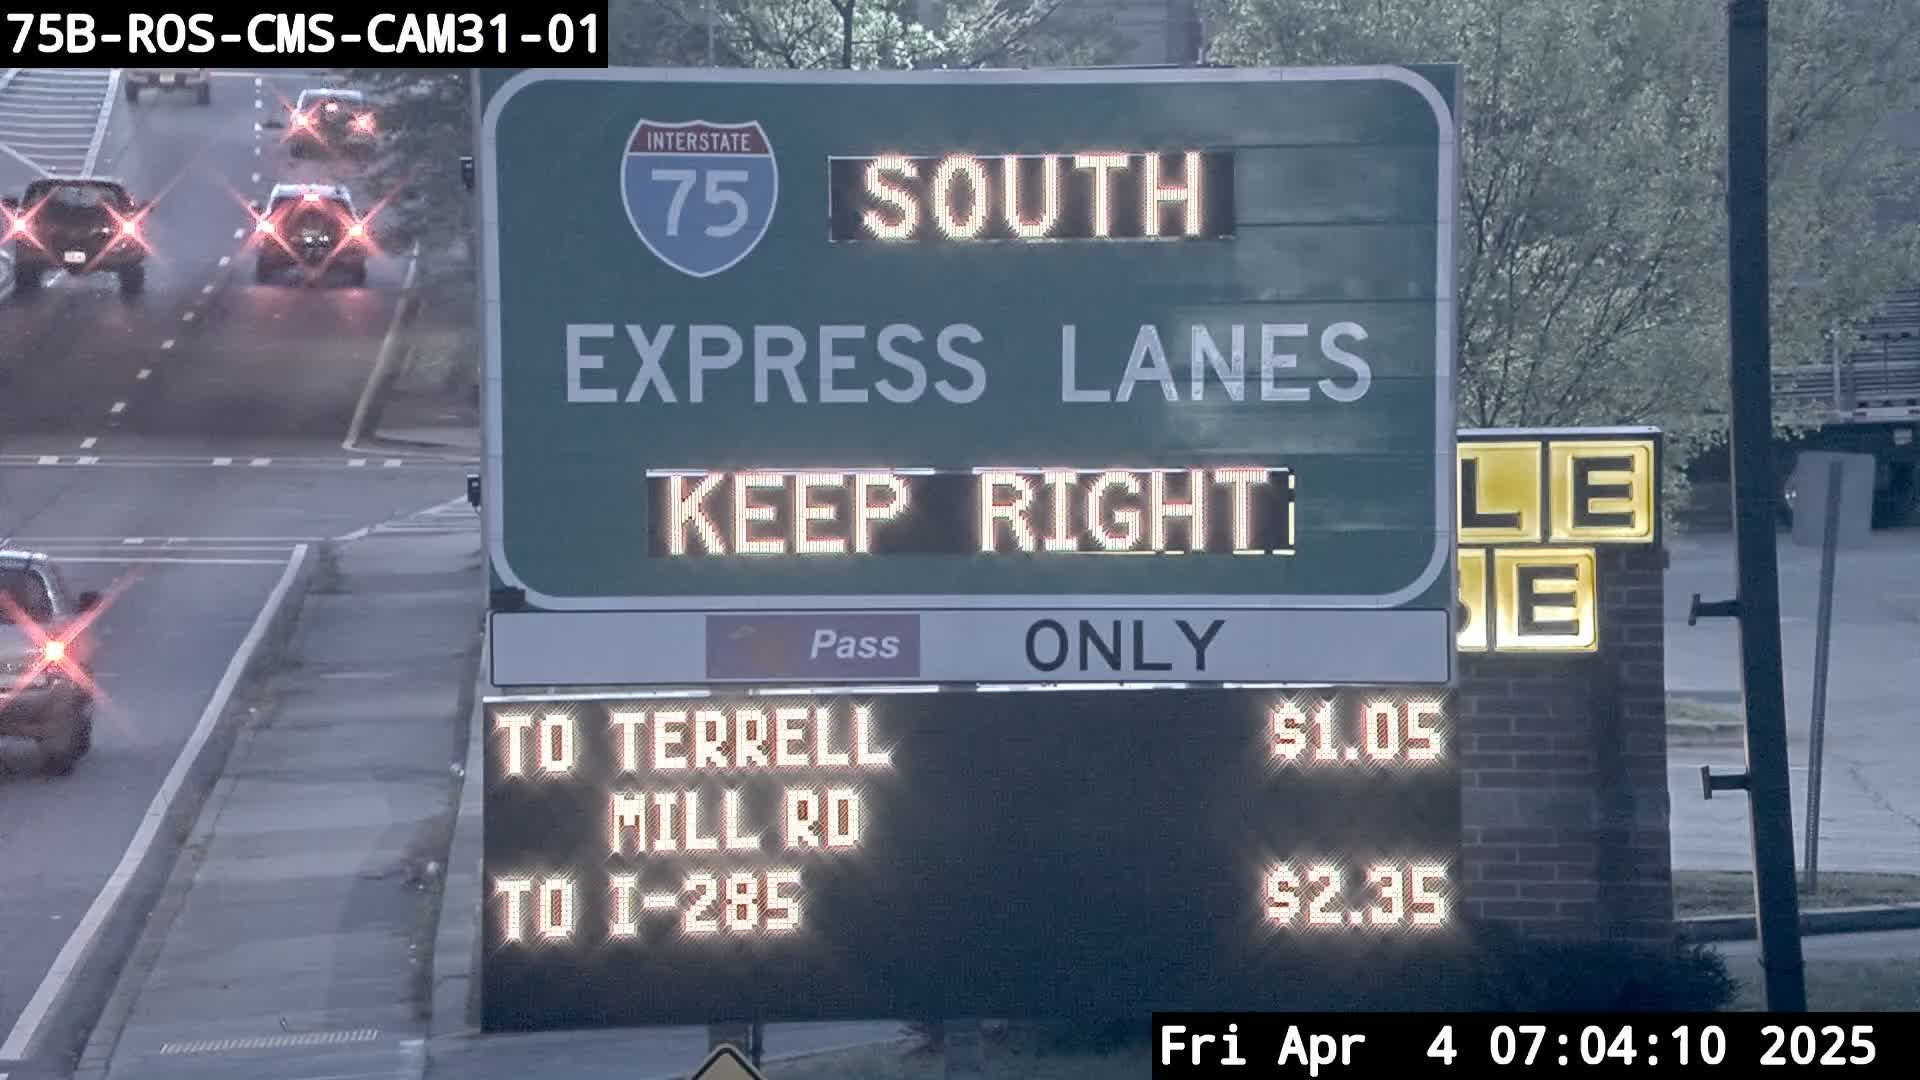 75B-ROS-CMS-CAM31-01
INTERSTATE
75
SOUTH
EXPRESS LANES
KEEP RIGHT
Pass ONLY
TO TERRELL $1.05
MILL RD
TO I-285 $2.35
LE
E
Fri Apr 4 07:04:10 2025